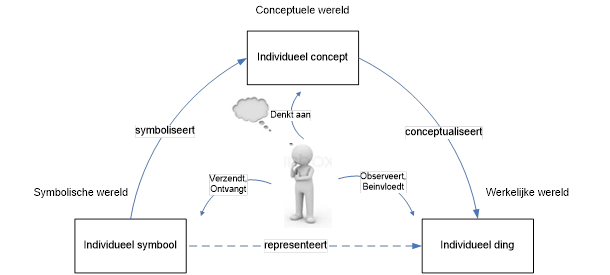 Conceptuele wereld
Individueel concept
Denkt aan
symboliseert
conceptualiseert
Verzendt,
Ontvangt
Observeert,
Beinvloedt
Symbolische wereld
Werkelijke wereld
Individueel symbool
representeert
Individueel ding